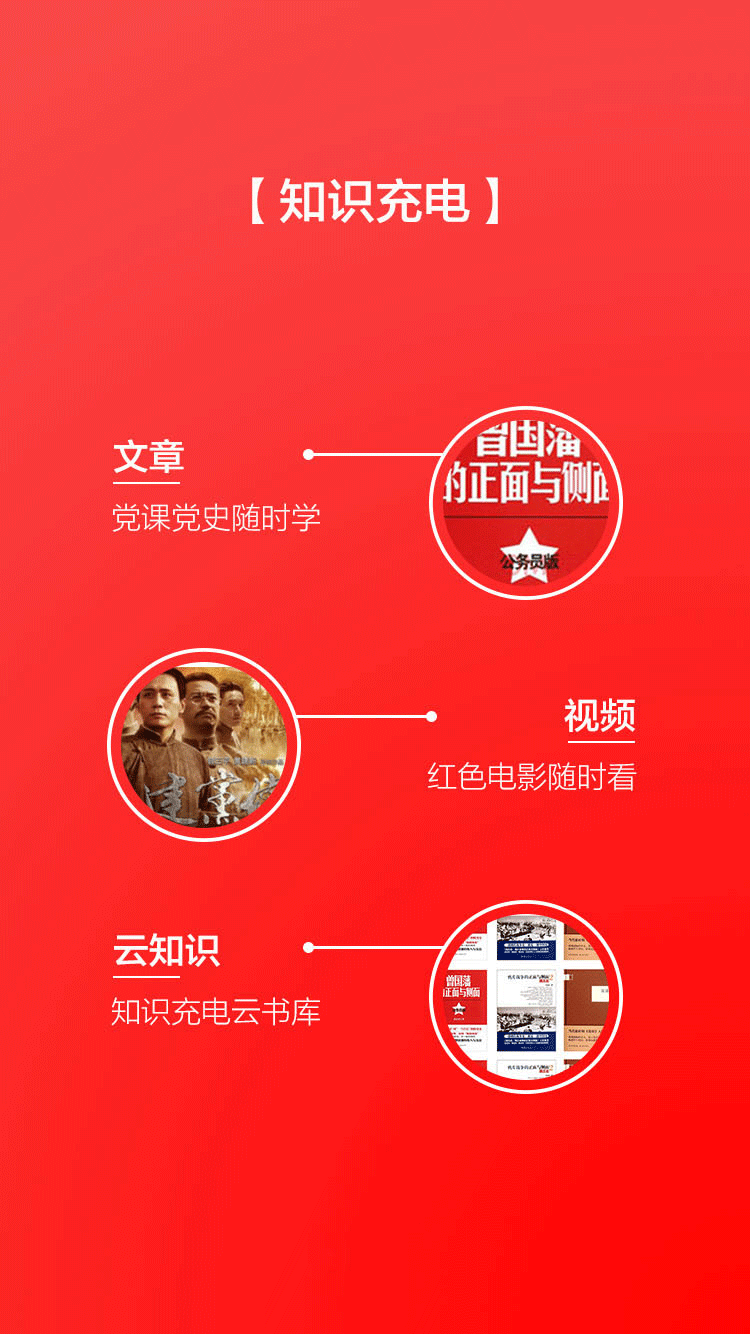 【知识充电】
文章
党课党史随时学
曾国藩
的正面与侧面
公务员版
视频
红色电影随时看
建党伟
云知识
知识充电云书库
曾国藩
的正面与侧面